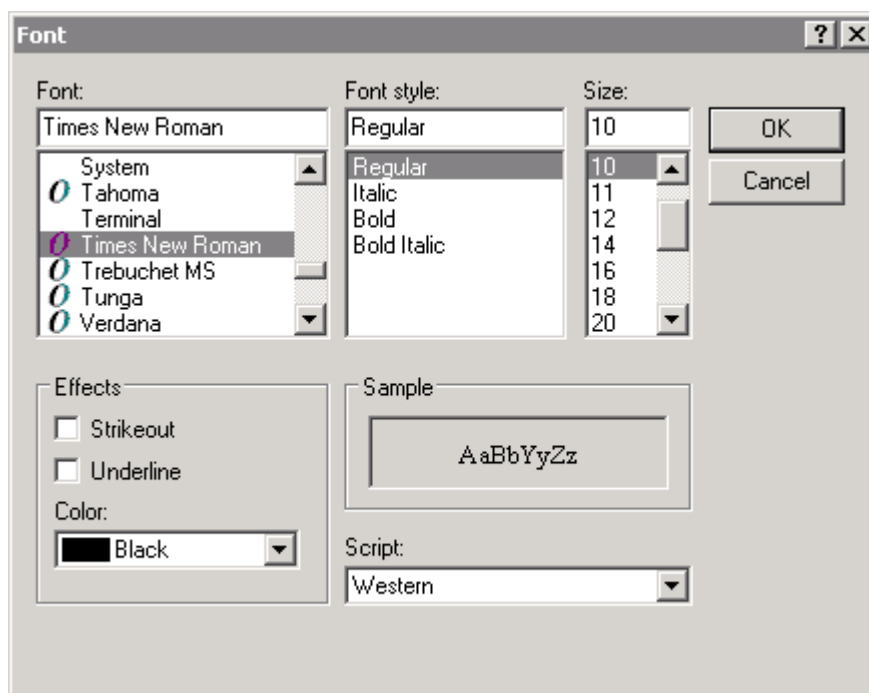 Font
Font:
Times New Roman
System
Tahoma
Terminal
Times New Roman
Trebuchet MS
Tunga
Verdana
Font style:
Regular
Regular
Italic
Bold
Bold Italic
Size:
10
10
11
12
14
16
18
20
OK
Cancel
Effects
Strikeout
Underline
Color:
Black
Sample
AaBbYyZz
Script:
Western